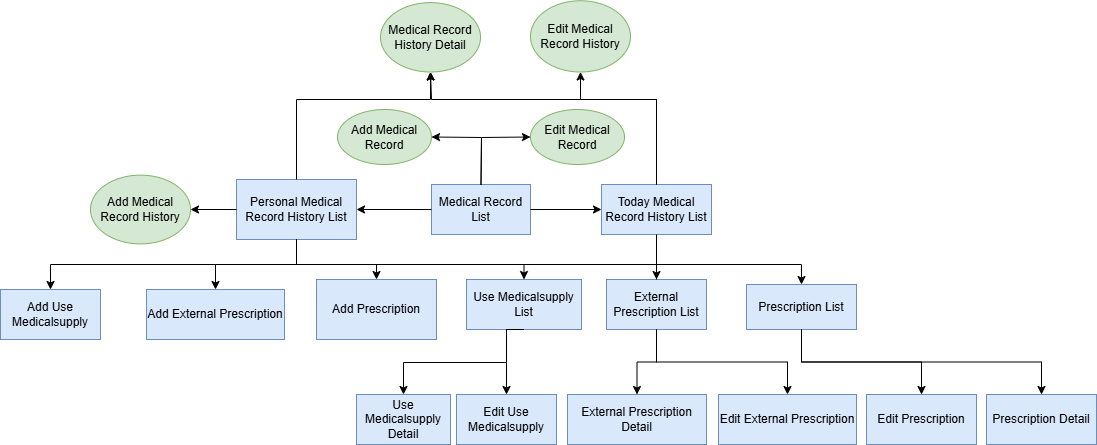 Medical Record
History Detail
Edit Medical
Record History
Add Medical
Record
Edit Medical
Record
Add Medical
Record History
Personal Medical
Record History List
Medical Record
List
Today Medical
Record History List
Add Use
Medicalsupply
Add External Prescription
Add Prescription
Use Medicalsupply
List
External
Prescription List
Prescription List
Use
Medicalsupply
Detail
Edit Use
Medicalsupply
External Prescription
Detail
Edit External Prescription
Edit Prescription
Prescription Detail